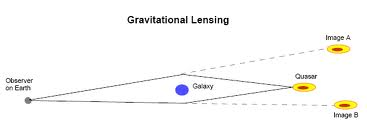 Gravitational Lensing
Image A
Observer
on Earth
Galaxy
Quasar
Image B